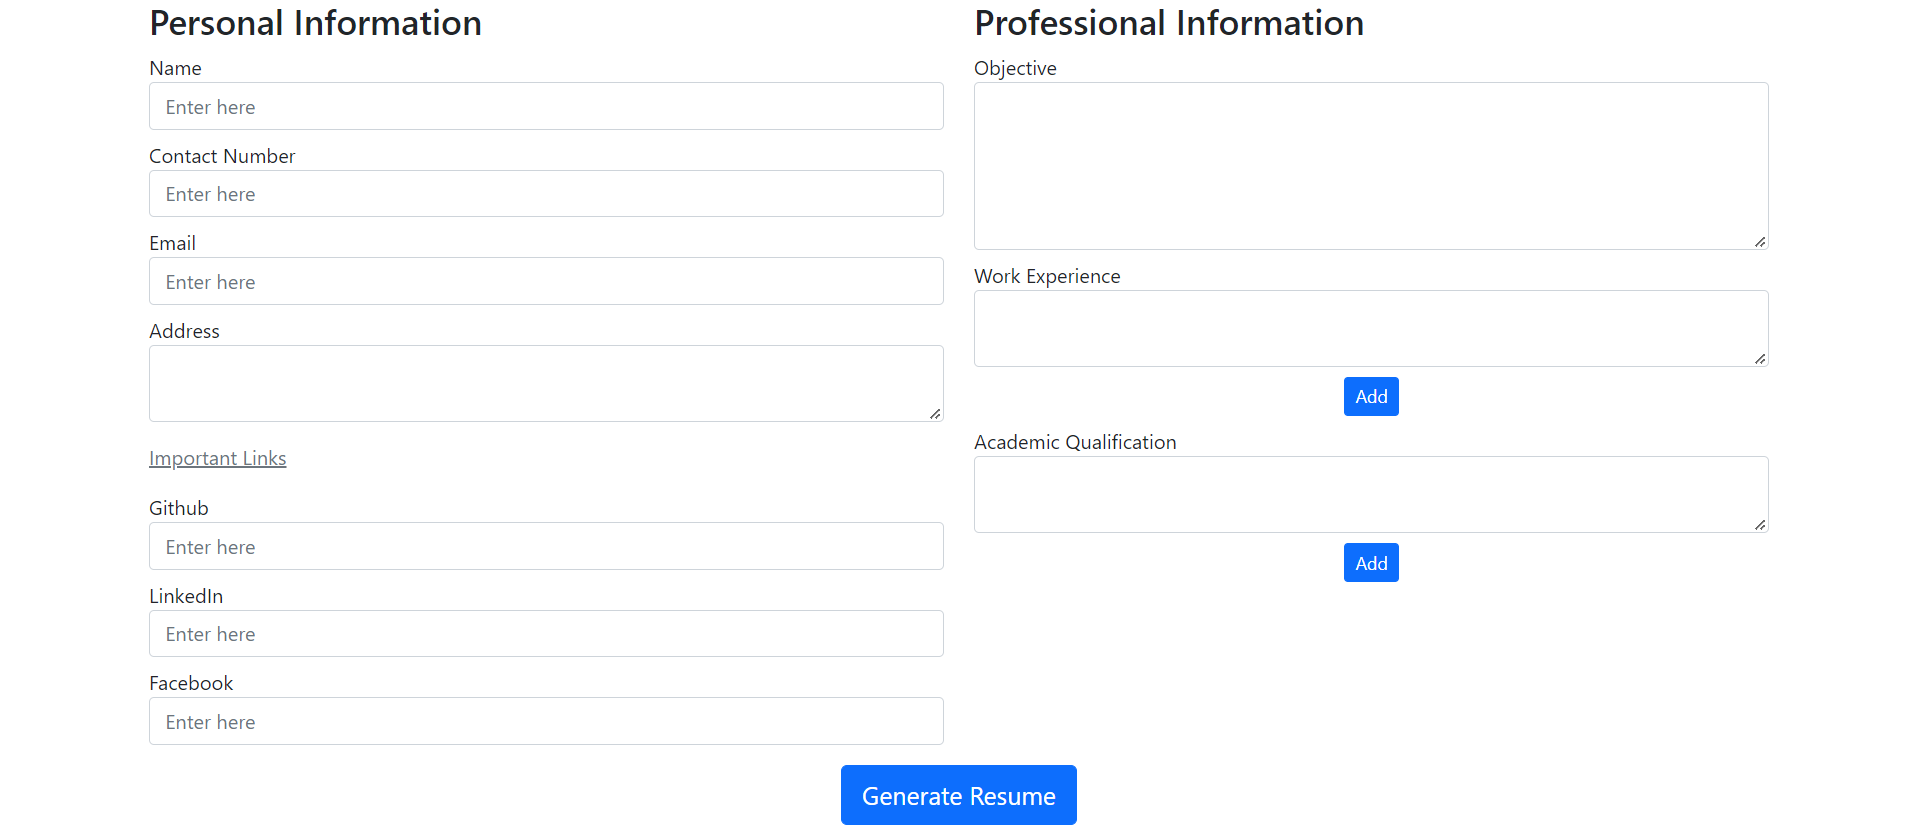 Personal Information
Name
Enter here
Contact Number
Enter here
Email
Enter here
Address
Important Links
Github
Enter here
LinkedIn
Enter here
Facebook
Enter here
Professional Information
Objective
Work Experience
Add
Academic Qualification
Add
Generate Resume